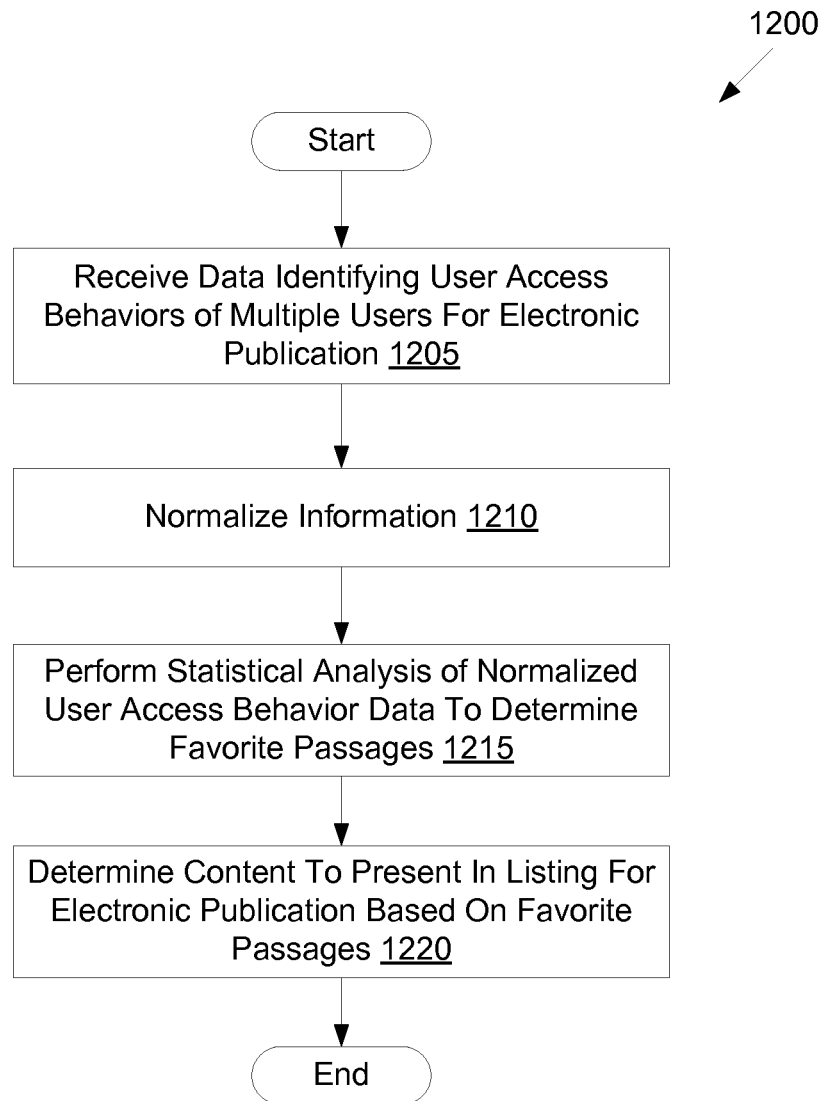 1200
Start
Receive Data Identifying User Access
Behaviors of Multiple Users For Electronic
Publication 1205
Normalize Information 1210
Perform Statistical Analysis of Normalized
User Access Behavior Data To Determine
Favorite Passages 1215
Determine Content To Present In Listing For
Electronic Publication Based On Favorite
Passages 1220
End